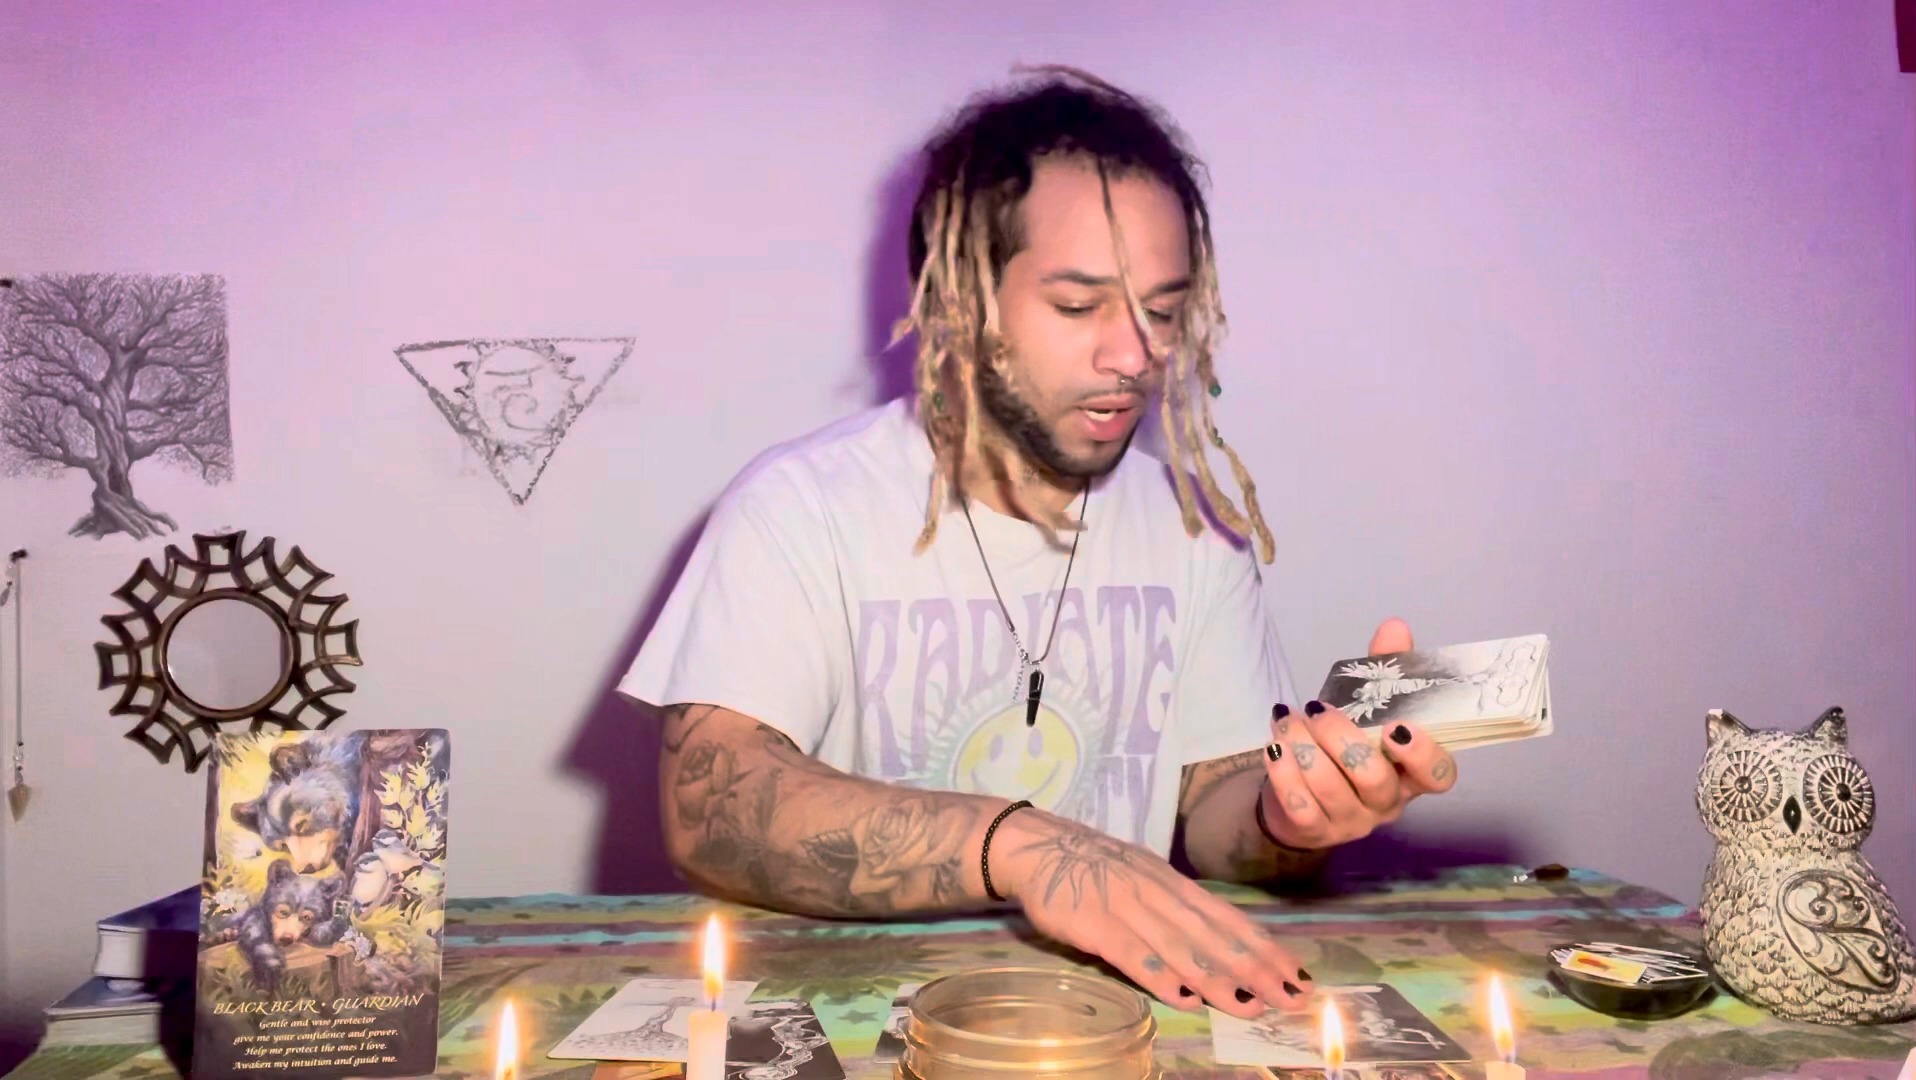 RADIATE
BLACK BEAR • GUARDIAN
Gentle and wise protector
give me your confidence and power.
Help me protect the ones I love.
Awaken my intuition and guide me.